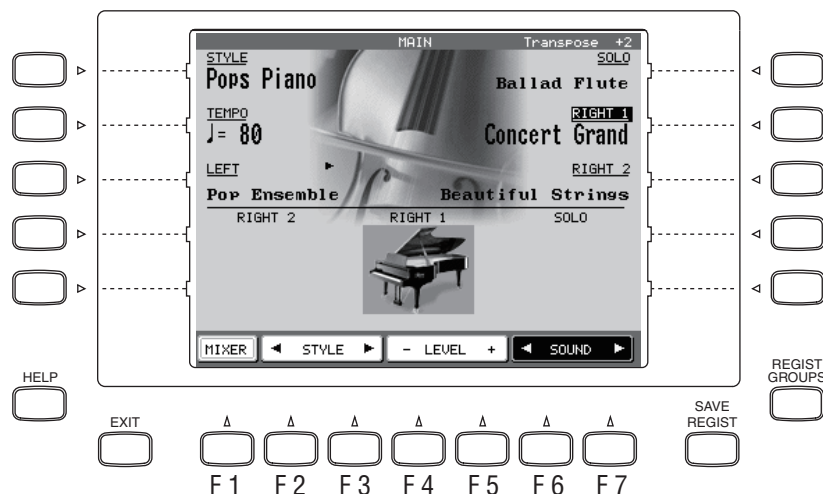 MAIN Transpose +2
STYLE SOLO
Pops Piano Ballad Flute
TEMPO RIGHT 1
♩= 80 Concert Grand
LEFT RIGHT 2
Pop Ensemble Beautiful Strings
RIGHT 2 RIGHT 1 SOLO
MIXER ◄ STYLE ► - LEVEL + ◄ SOUND ►
HELP
REGIST
GROUPS
EXIT
SAVE
REGIST
F1 F2 F3 F4 F5 F6 F7